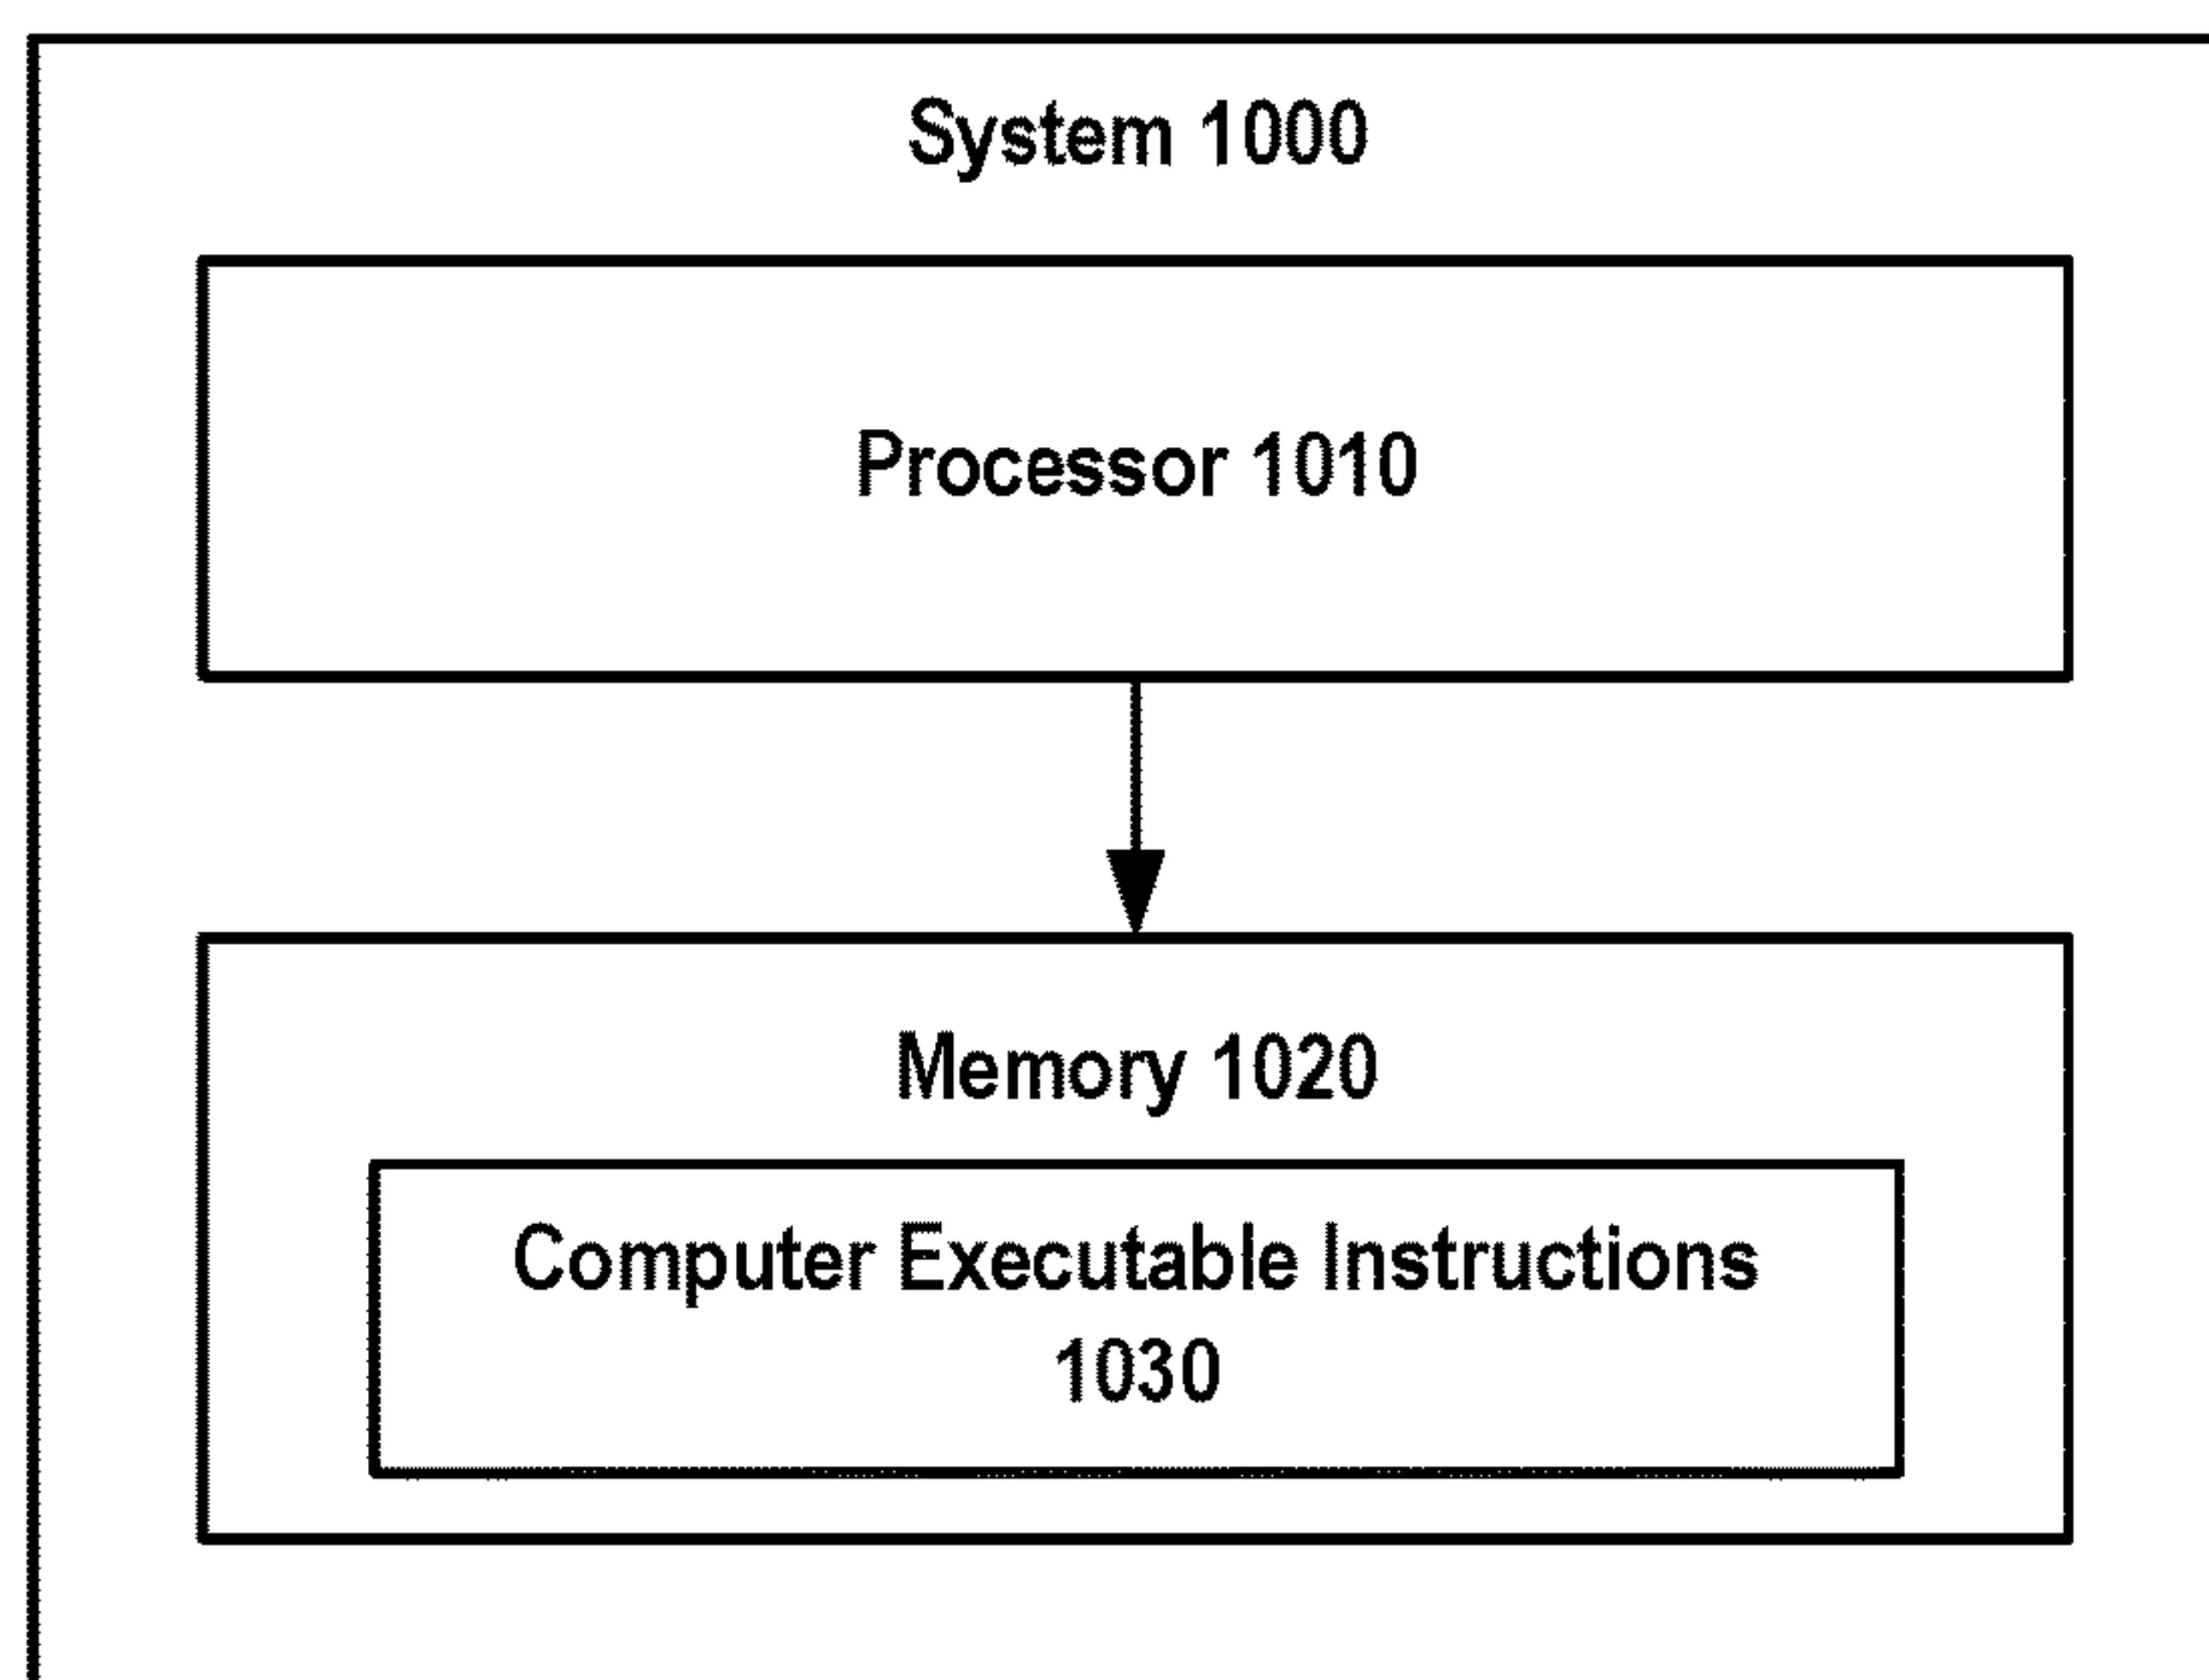 System 1000
Processor 1010
Memory 1020
Computer Executable Instructions
1030